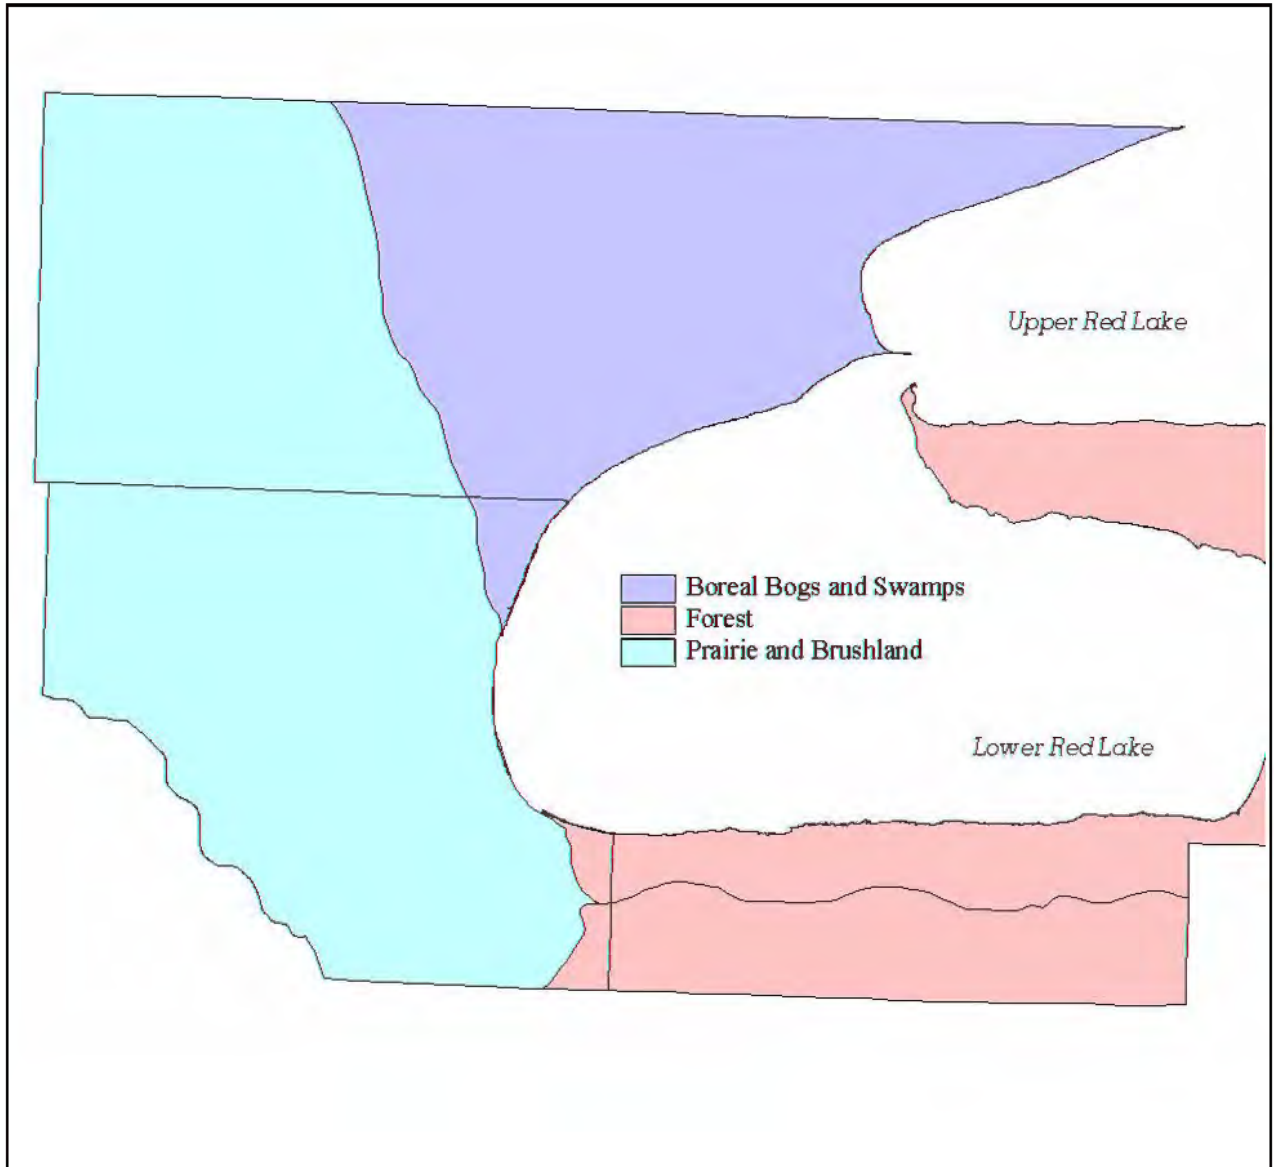 Upper Red Lake
Boreal Bogs and Swamps
Forest
Prairie and Brushland
Lower Red Lake